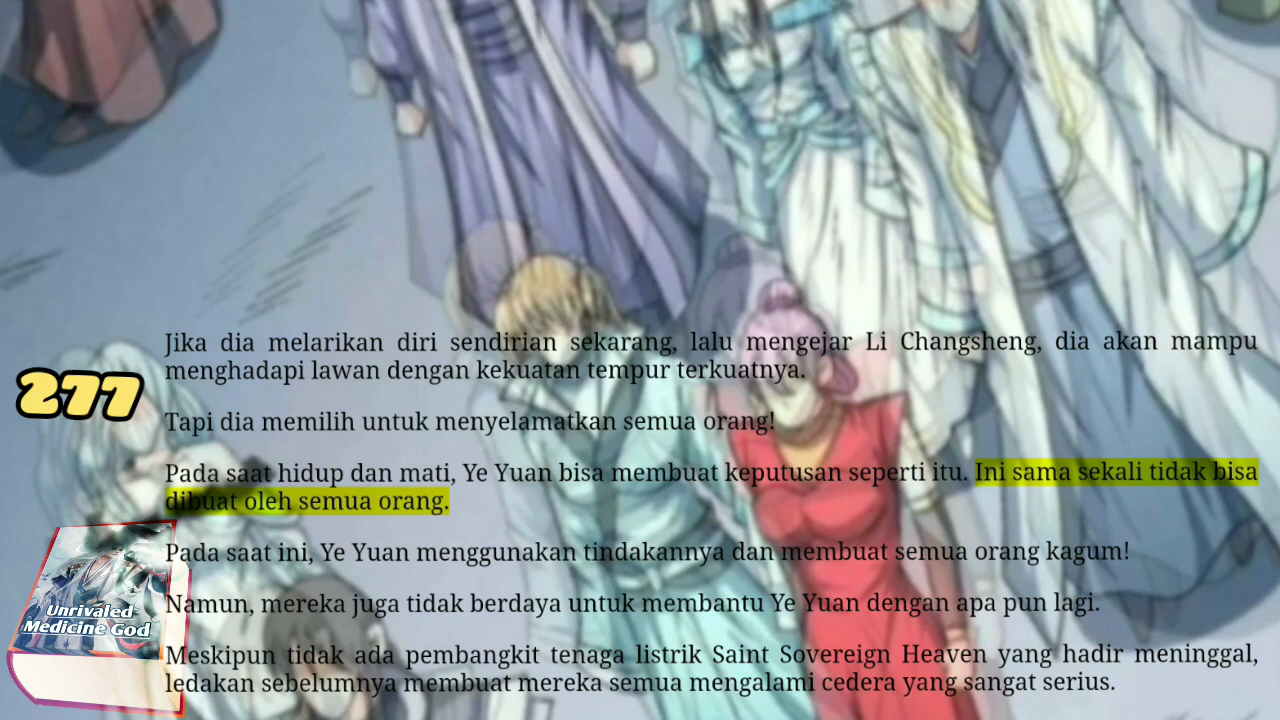 Jika dia melarikan diri sendirian sekarang, lalu mengejar Li Changsheng, dia akan mampu
menghadapi lawan dengan kekuatan tempur terkuatnya.
277
Tapi dia memilih untuk menyelamatkan semua orang!
Pada saat hidup dan mati, Ye Yuan bisa membuat keputusan seperti itu. Ini sama sekali tidak bisa
dibuat oleh semua orang.
Pada saat ini, Ye Yuan menggunakan tindakannya dan membuat semua orang kagum!
Namun, mereka juga tidak berdaya untuk membantu Ye Yuan dengan apa pun lagi.
Unrivaled
Medicine God
Meskipun tidak ada pembangkit tenaga listrik Saint Sovereign Heaven yang hadir meninggal,
ledakan sebelumnya membuat mereka semua mengalami cedera yang sangat serius.